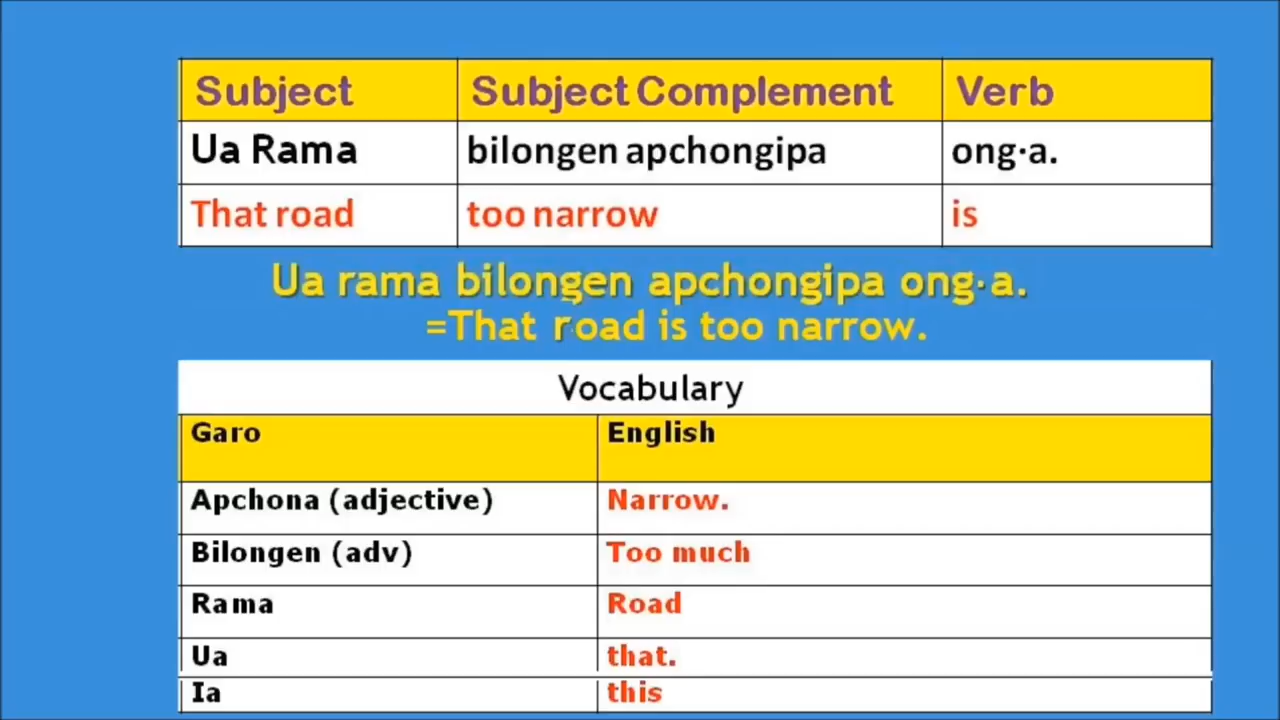 Subject Subject Complement Verb
Ua Rama bilongen apchongipa ong·a.
That road too narrow is
Ua rama bilongen apchongipa ong·a.
=That road is too narrow.
Vocabulary
Garo English
Apchona (adjective) Narrow.
Bilongen (adv) Too much
Rama Road
Ua that.
Ia this